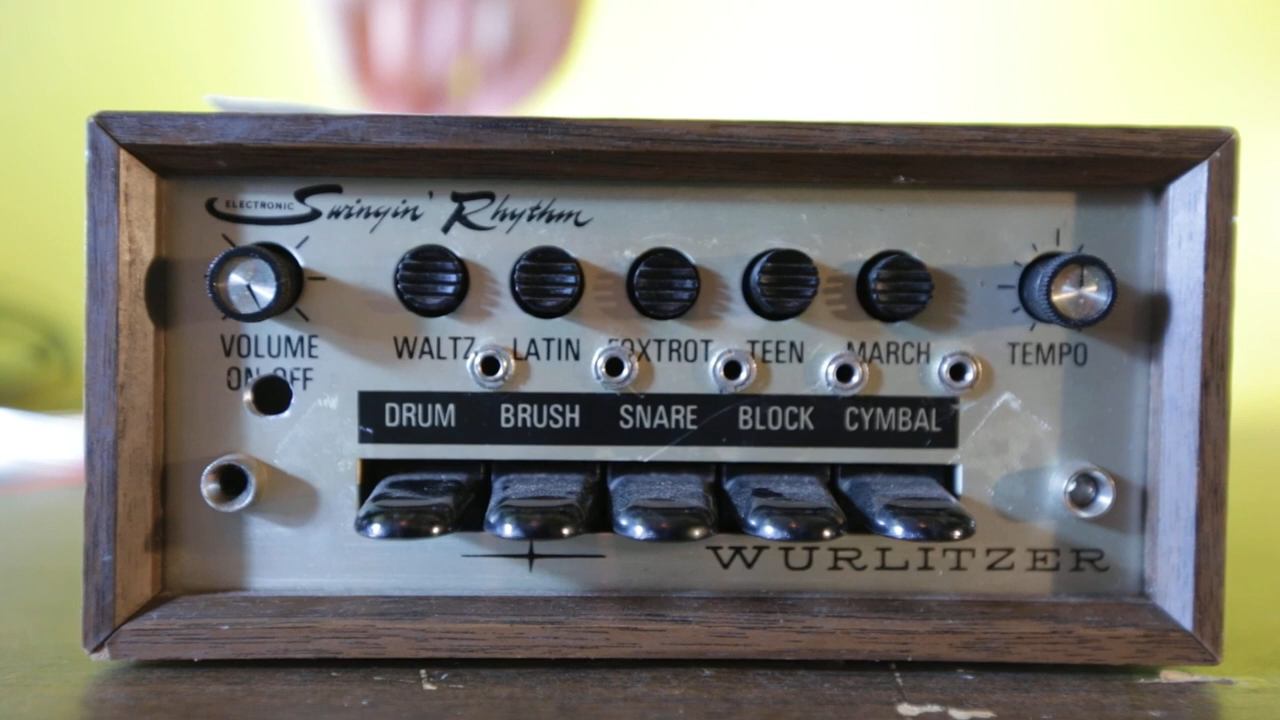 ELECTRONIC Swingin' Rhythm
VOLUME
ON OFF
WALTZ LATIN FOXTROT TEEN MARCH TEMPO
DRUM BRUSH SNARE BLOCK CYMBAL
WURLITZER